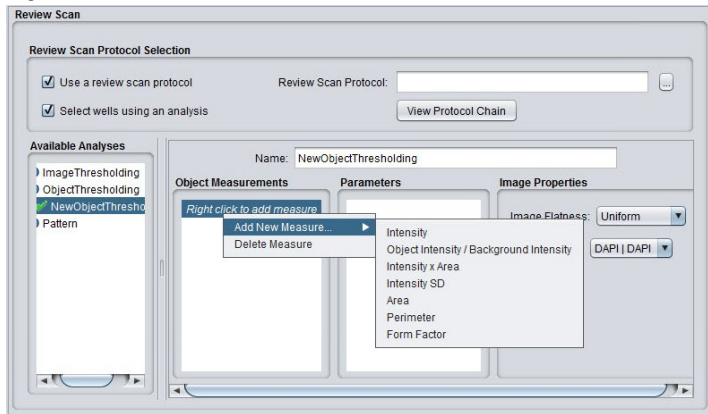 Review Scan
Review Scan Protocol Selection
Use a review scan protocol Review Scan Protocol: ...
Select wells using an analysis View Protocol Chain
Available Analyses
ImageThresholding
ObjectThresholding
NewObjectThresho
Pattern
Name: NewObjectThresholding
Object Measurements Parameters Image Properties
Right click to add measure
Add New Measure...
Delete Measure
Intensity
Object Intensity / Background Intensity
Intensity x Area
Intensity SD
Area
Perimeter
Form Factor
Image Flatness: Uniform
DAPI | DAPI